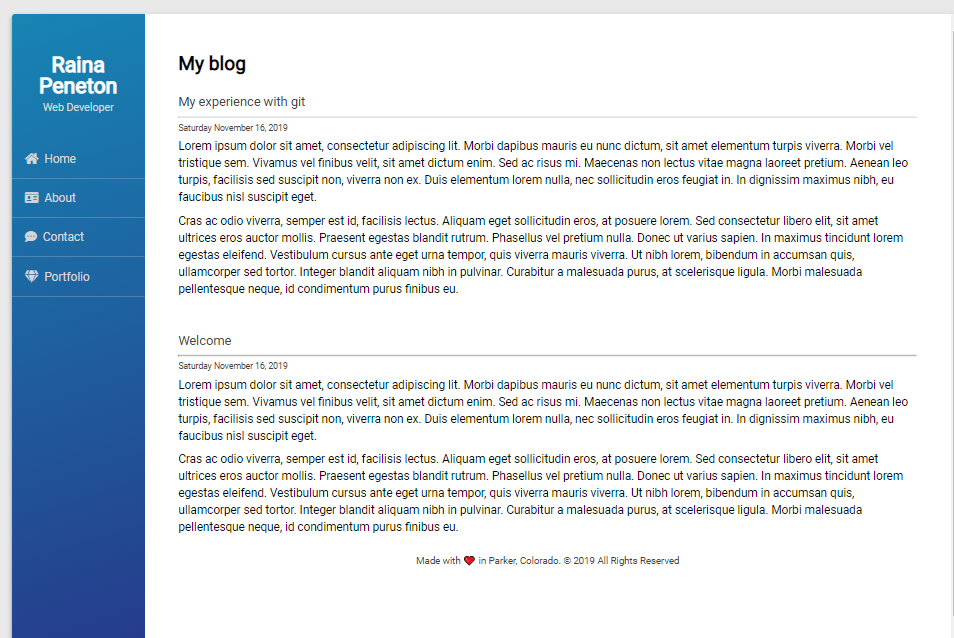 Raina
Peneton
Web Developer
Home
About
Contact
Portfolio
My blog
My experience with git
Saturday November 16, 2019
Lorem ipsum dolor sit amet, consectetur adipiscing lit. Morbi dapibus mauris eu nunc dictum, sit amet elementum turpis viverra. Morbi vel
tristique sem. Vivamus vel finibus velit, sit amet dictum enim. Sed ac risus mi. Maecenas non lectus vitae magna laoreet pretium. Aenean leo
turpis, facilisis sed suscipit non, viverra non ex. Duis elementum lorem nulla, nec sollicitudin eros feugiat in. In dignissim maximus nibh, eu
faucibus nisl suscipit eget.
Cras ac odio viverra, semper est id, facilisis lectus. Aliquam eget sollicitudin eros, at posuere lorem. Sed consectetur libero elit, sit amet
ultrices eros auctor mollis. Praesent egestas blandit rutrum. Phasellus vel pretium nulla. Donec ut varius sapien. In maximus tincidunt lorem
egestas eleifend. Vestibulum cursus ante eget urna tempor, quis viverra mauris viverra. Ut nibh lorem, bibendum in accumsan quis,
ullamcorper sed tortor. Integer blandit aliquam nibh in pulvinar. Curabitur a malesuada purus, at scelerisque ligula. Morbi malesuada
pellentesque neque, id condimentum purus finibus eu.
Welcome
Saturday November 16, 2019
Lorem ipsum dolor sit amet, consectetur adipiscing lit. Morbi dapibus mauris eu nunc dictum, sit amet elementum turpis viverra. Morbi vel
tristique sem. Vivamus vel finibus velit, sit amet dictum enim. Sed ac risus mi. Maecenas non lectus vitae magna laoreet pretium. Aenean leo
turpis, facilisis sed suscipit non, viverra non ex. Duis elementum lorem nulla, nec sollicitudin eros feugiat in. In dignissim maximus nibh, eu
faucibus nisl suscipit eget.
Cras ac odio viverra, semper est id, facilisis lectus. Aliquam eget sollicitudin eros, at posuere lorem. Sed consectetur libero elit, sit amet
ultrices eros auctor mollis. Praesent egestas blandit rutrum. Phasellus vel pretium nulla. Donec ut varius sapien. In maximus tincidunt lorem
egestas eleifend. Vestibulum cursus ante eget urna tempor, quis viverra mauris viverra. Ut nibh lorem, bibendum in accumsan quis,
ullamcorper sed tortor. Integer blandit aliquam nibh in pulvinar. Curabitur a malesuada purus, at scelerisque ligula. Morbi malesuada
pellentesque neque, id condimentum purus finibus eu.
Made with ❤ in Parker, Colorado. © 2019 All Rights Reserved